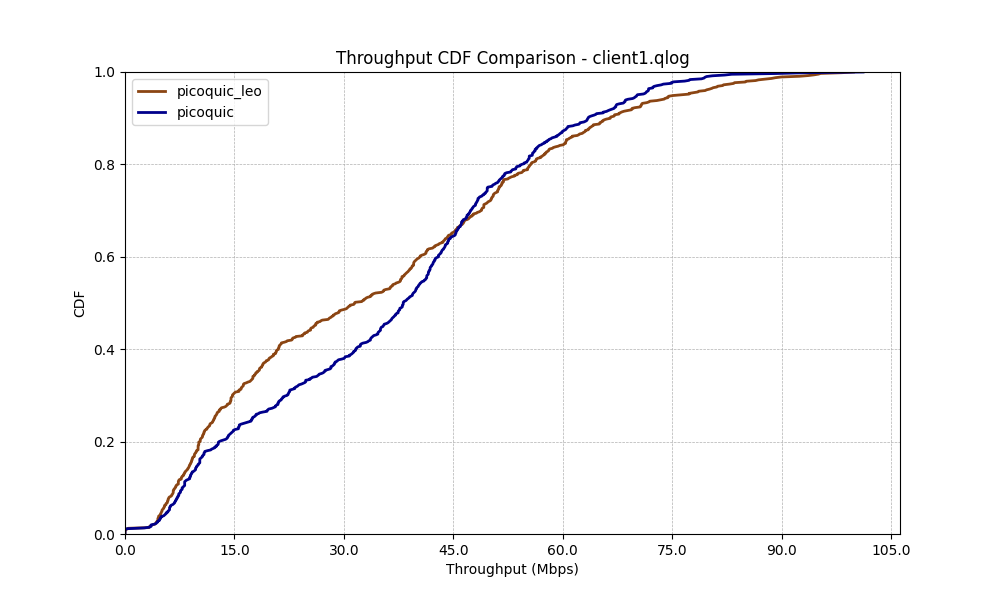 Throughput CDF Comparison - client1.qlog
picoquic_leo
picoquic
1.0
0.8
0.6
0.4
0.2
0.0
CDF
0.0 15.0 30.0 45.0 60.0 75.0 90.0 105.0
Throughput (Mbps)